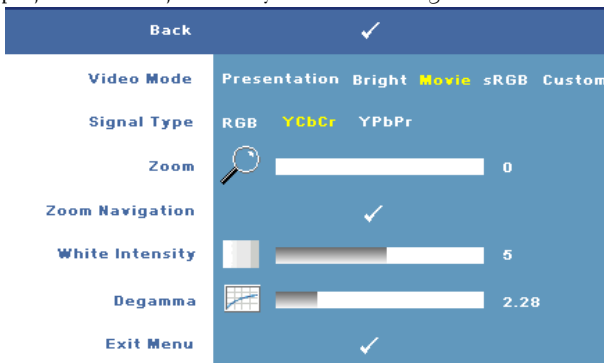 Back
Video Mode Presentation Bright Movie sRGB Custom
Signal Type RGB YCbCr YPbPr
Zoom 0
Zoom Navigation
White Intensity 5
Degamma 2.28
Exit Menu